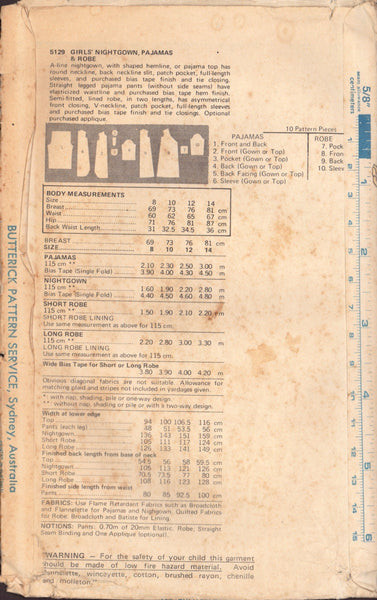 5129 GIRLS' NIGHTGOWN, PAJAMAS
& ROBE
A-line nightgown, with shaped hemline, or pajama top has
round neckline, back neckline slit, patch pocket, full-length
sleeves, and purchased bias tape finish and tie closing.
Straight legged pajama pants (without side seams) have
elasticized waistline and purchased bias tape hem finish.
Semi-fitted, lined robe, in two lengths, has asymmetrical
front closing, V-neckline, patch pocket, full-length sleeves
and purchased bias tape finish and tie closings. Optional
purchased applique.
10 Pattern Pieces
PAJAMAS
1. Front and Back
2. Front (Gown or Top)
3. Pocket (Gown or Top)
4. Back (Gown or Top)
5. Back Facing (Gown or Top)
6. Sleeve (Gown or Top)
ROBE
7. Pock
8. Fron
9. Back
10. Sleev
BODY MEASUREMENTS
Size 8 10 12 14
Breast 69 73 76 81 cm
Waist 60 62 65 67 cm
Hip 71 76 81 87 cm
Back Waist Length 31 32.5 34.5 36 cm
BREAST 69 73 76 81 cm
SIZE 8 10 12 14
PAJAMAS
115 cm ** 2.10 2.30 2.50 3.00 m
Bias Tape (Single Fold) 3.90 4.00 4.30 4.50 m
NIGHTGOWN
115 cm ** 1.60 1.90 2.20 2.80 m
Bias Tape (Single Fold) 4.40 4.50 4.60 4.80 m
SHORT ROBE
115 cm ** 1.50 1.90 2.10 2.20 m
SHORT ROBE LINING
Use same measurement as above for 115 cm.
LONG ROBE
115 cm ** 2.20 2.80 3.00 3.30 m
LONG ROBE LINING
Use same measurement as above
for 115 cm.
Wide Bias Tape for Short or Long Robe
3.80 3.90 4.00 4.20 m
Obvious diagonal fabrics are not suitable. Allowance for
matching plaid and stripes not included in yardages given.
* - with nap, shading, pile or one-way design.
** - without nap, shading or pile or with a two-way design.
Width at lower edge
Top 94 100 106.5 116 cm
Pants (each leg) 48 51 53.5 56 cm
Nightgown 136 143 151 159 cm
Short Robe 105 111 117 124 cm
Long Robe 126 133 141 149 cm
Finished back length from base of neck
Top 54.5 56 58 59.5 cm
Nightgown 106 113 121 126 cm
Short Robe 70.5 73.5 77 80 cm
Long Robe 108 116 123 128 cm
Finished side length from waist
Pants 80 85 92.5 100 cm
FABRICS: Use Flame Retardant Fabrics such as Broadcloth
and Flannelette for Pajamas and Nightgown. Quilted Fabrics
for Robe. Broadcloth and Batiste for Lining.
NOTIONS: Pants: 0.70m of 20mm Elastic. Robe: Straight
Seam Binding and One Applique (optional).
"WARNING – For the safety of your child this garment
should be made of low fire hazard material. Avoid
flannelette, winceyette, cotton, brushed rayon, chenille
and molleton."
BUTTERICK PATTERN SERVICE, Sydney, Australia
5/8"
centimeters
1
2
3
4
5
6